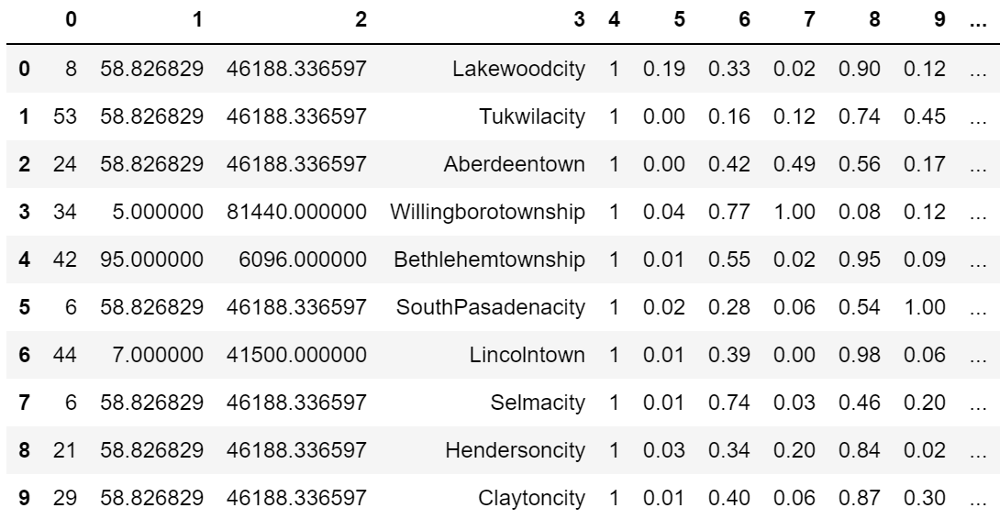 0 1 2 3 4 5 6 7 8 9 ...
0 8 58.826829 46188.336597 Lakewoodcity 1 0.19 0.33 0.02 0.90 0.12 ...
1 53 58.826829 46188.336597 Tukwilacity 1 0.00 0.16 0.12 0.74 0.45 ...
2 24 58.826829 46188.336597 Aberdeentown 1 0.00 0.42 0.49 0.56 0.17 ...
3 34 5.000000 81440.000000 Willingborotownship 1 0.04 0.77 1.00 0.08 0.12 ...
4 42 95.000000 6096.000000 Bethlehemtownship 1 0.01 0.55 0.02 0.95 0.09 ...
5 6 58.826829 46188.336597 SouthPasadenacity 1 0.02 0.28 0.06 0.54 1.00 ...
6 44 7.000000 41500.000000 Lincolntown 1 0.01 0.39 0.00 0.98 0.06 ...
7 6 58.826829 46188.336597 Selmacity 1 0.01 0.74 0.03 0.46 0.20 ...
8 21 58.826829 46188.336597 Hendersoncity 1 0.03 0.34 0.20 0.84 0.02 ...
9 29 58.826829 46188.336597 Claytoncity 1 0.01 0.40 0.06 0.87 0.30 ...